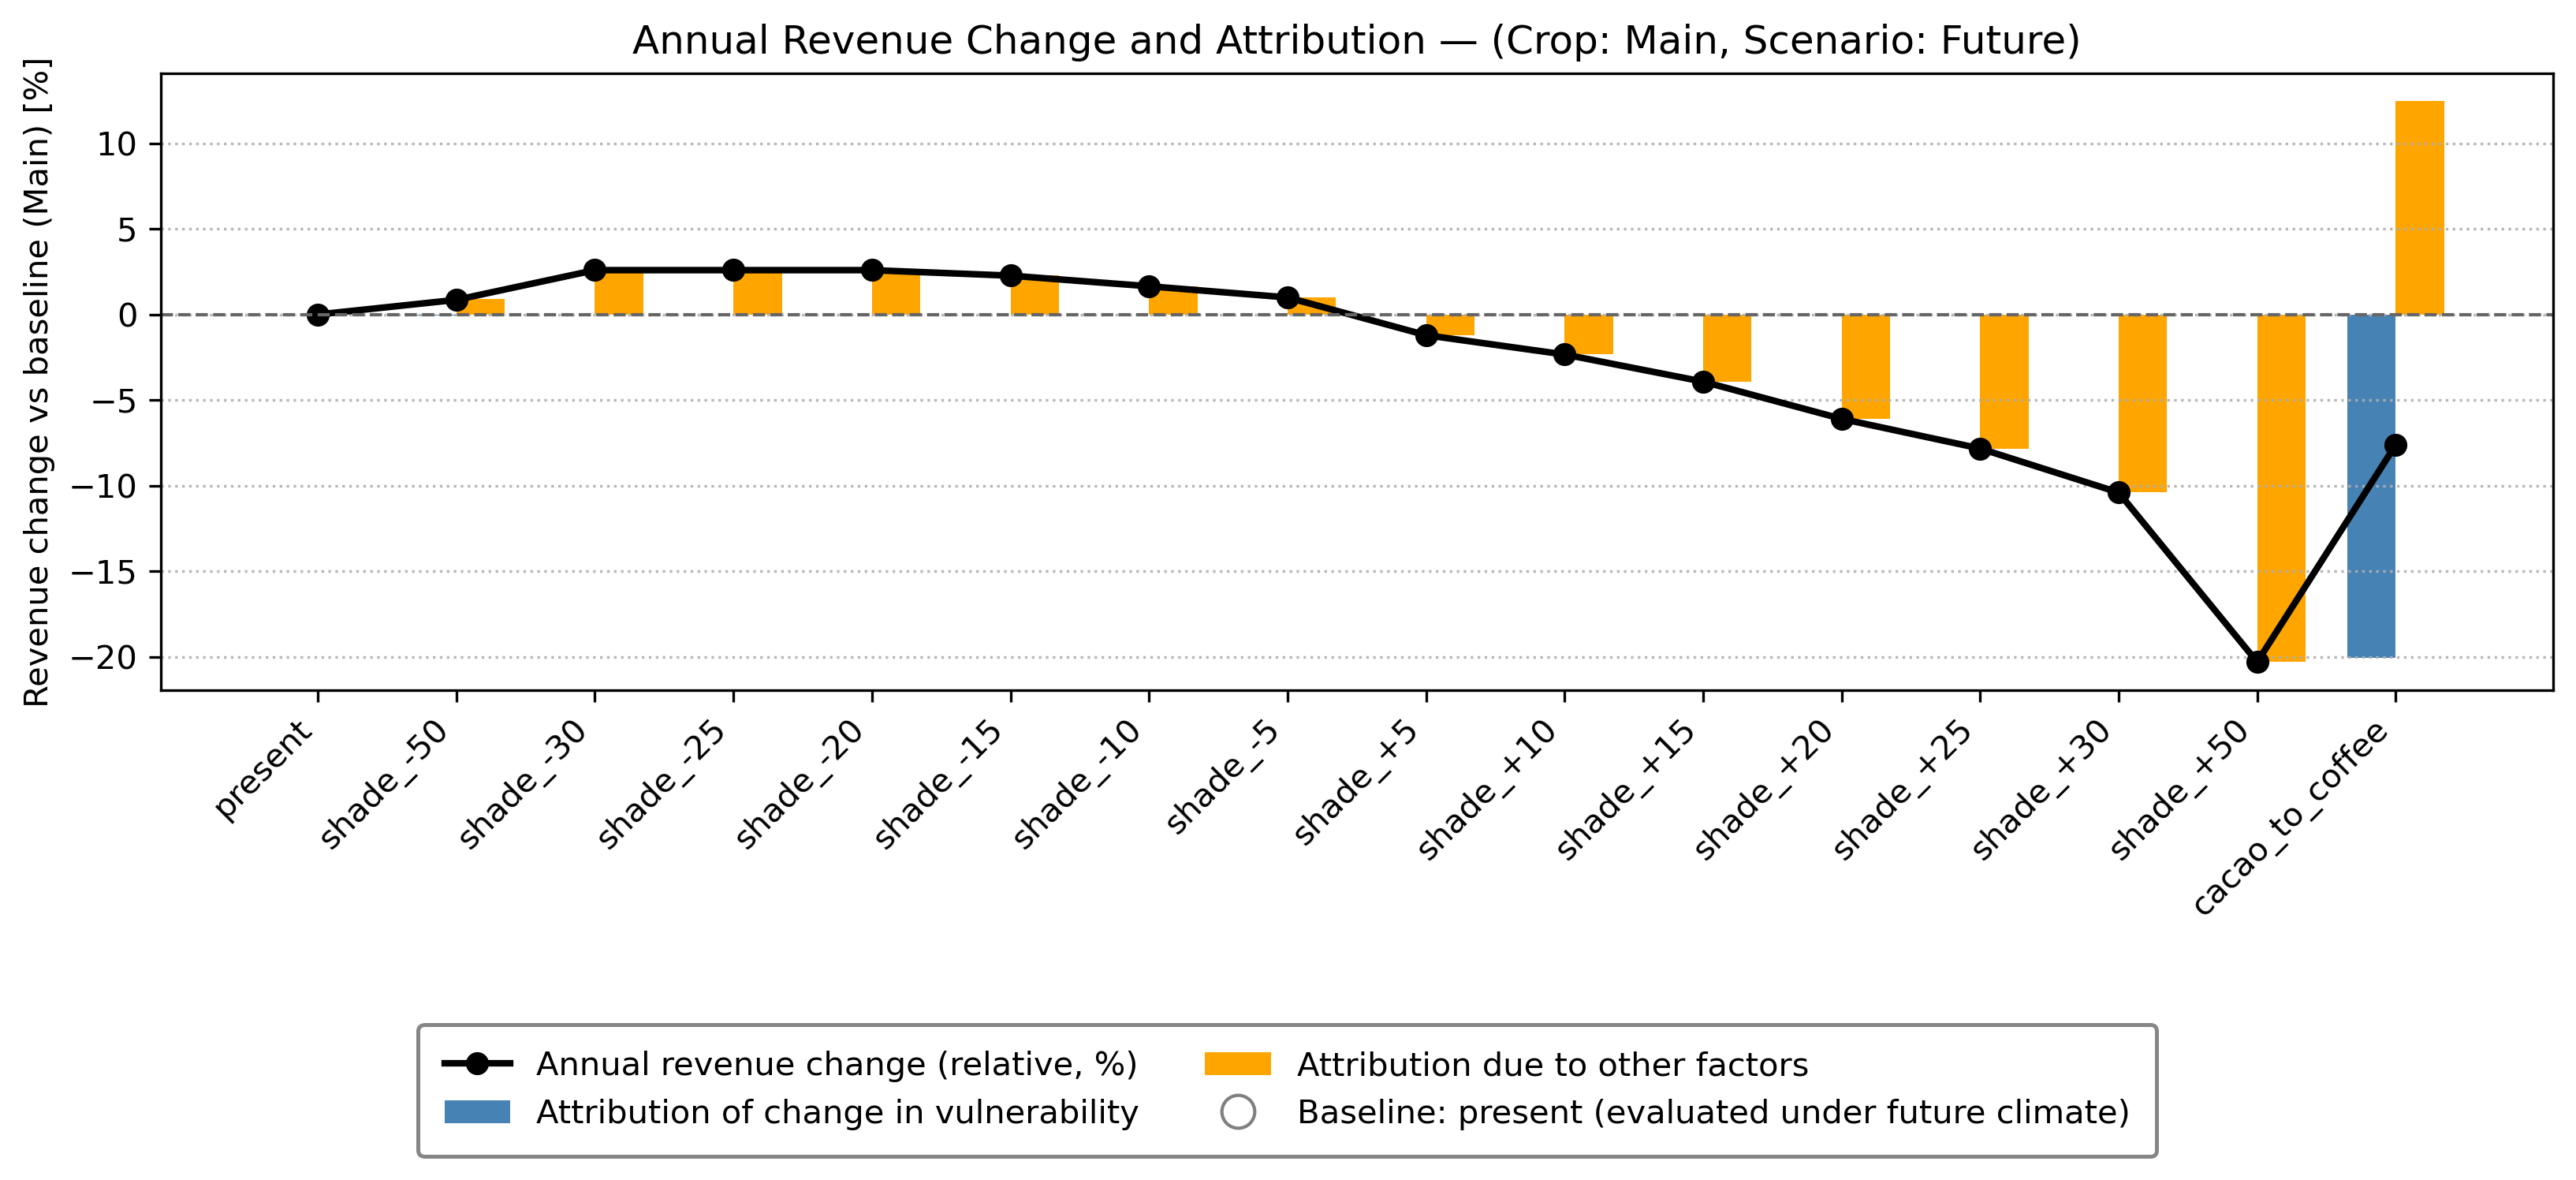 Annual Revenue Change and Attribution — (Crop: Main, Scenario: Future)
Revenue change vs baseline (Main) [%]
10
5
0
−5
−10
−15
−20
present
shade_-50
shade_-30
shade_-25
shade_-20
shade_-15
shade_-10
shade_-5
shade_+5
shade_+10
shade_+15
shade_+20
shade_+25
shade_+30
shade_+50
cacao_to_coffee
Annual revenue change (relative, %)
Attribution of change in vulnerability
Attribution due to other factors
Baseline: present (evaluated under future climate)